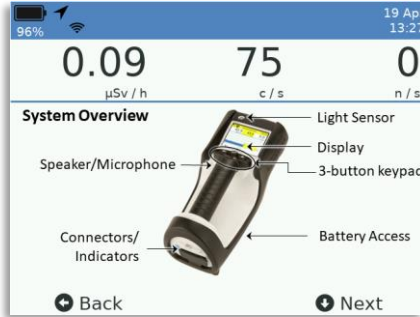 96%
19 Ap
13:27
0.09
75
0
µSv / h
c / s
n / s
System Overview
Light Sensor
Display
Speaker/Microphone
3-button keypad
Connectors/
Indicators
Battery Access
Back
Next